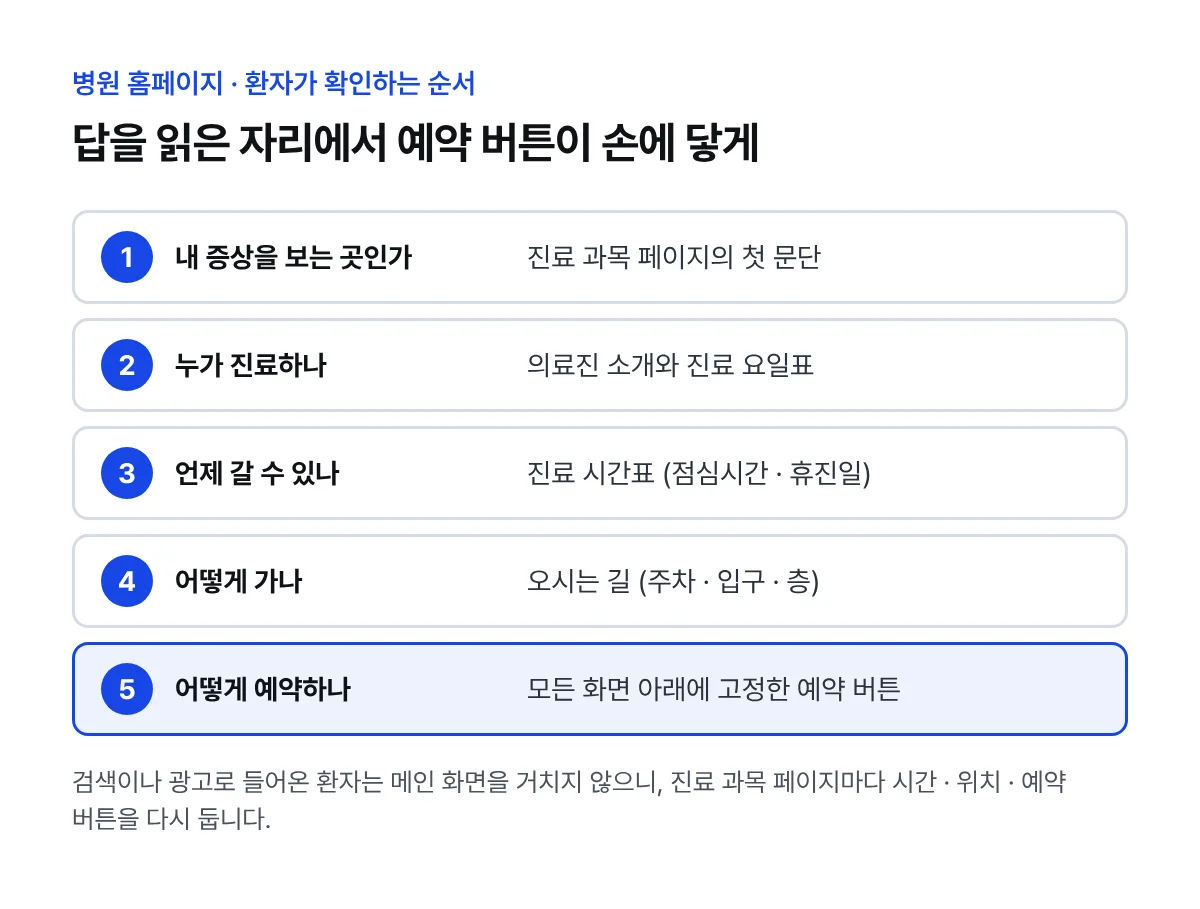 병원 홈페이지 · 환자가 확인하는 순서
답을 읽은 자리에서 예약 버튼이 손에 닿게
1 내 증상을 보는 곳인가 진료 과목 페이지의 첫 문단
2 누가 진료하나 의료진 소개와 진료 요일표
3 언제 갈 수 있나 진료 시간표 (점심시간 · 휴진일)
4 어떻게 가나 오시는 길 (주차 · 입구 · 층)
5 어떻게 예약하나 모든 화면 아래에 고정한 예약 버튼
검색이나 광고로 들어온 환자는 메인 화면을 거치지 않으니, 진료 과목 페이지마다 시간 · 위치 · 예약
버튼을 다시 둡니다.